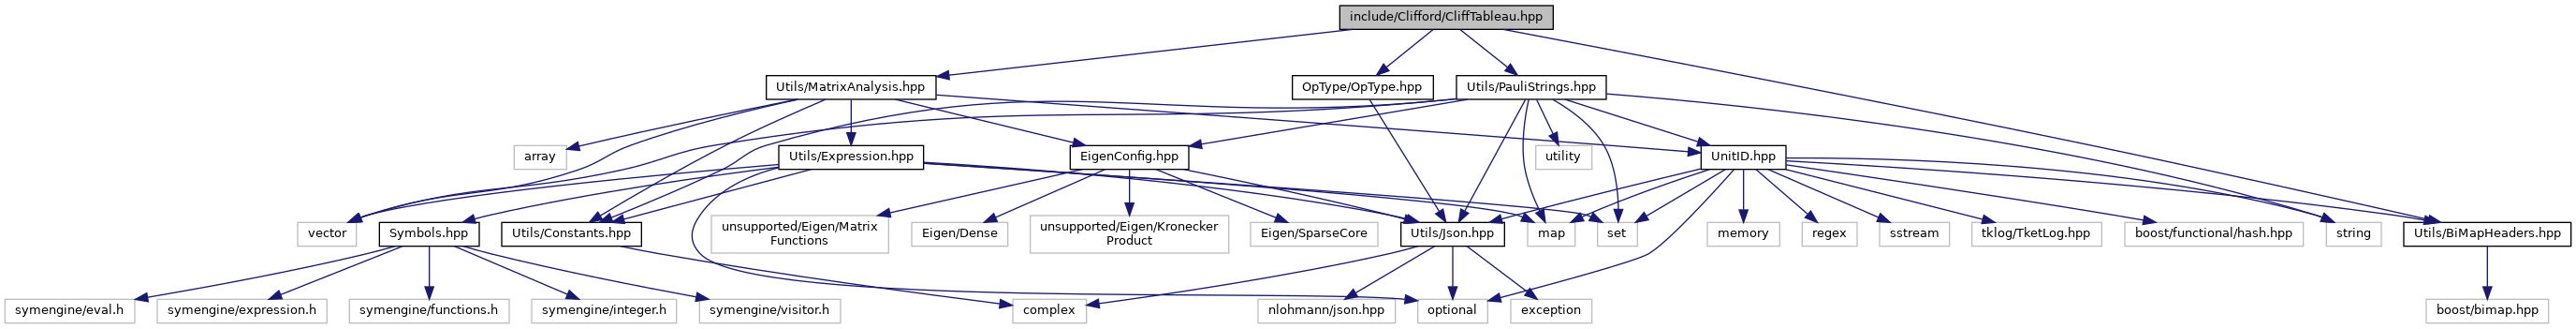 include/Clifford/CliffTableau.hpp
Utils/MatrixAnalysis.hpp
OpType/OpType.hpp
Utils/PauliStrings.hpp
array
Utils/Expression.hpp
EigenConfig.hpp
utility
UnitID.hpp
vector
Symbols.hpp
Utils/Constants.hpp
unsupported/Eigen/Matrix
Functions
Eigen/Dense
unsupported/Eigen/Kronecker
Product
Eigen/SparseCore
Utils/Json.hpp
map
set
memory
regex
sstream
tklog/TketLog.hpp
boost/functional/hash.hpp
string
Utils/BiMapHeaders.hpp
symengine/eval.h
symengine/expression.h
symengine/functions.h
symengine/integer.h
symengine/visitor.h
complex
nlohmann/json.hpp
optional
exception
boost/bimap.hpp